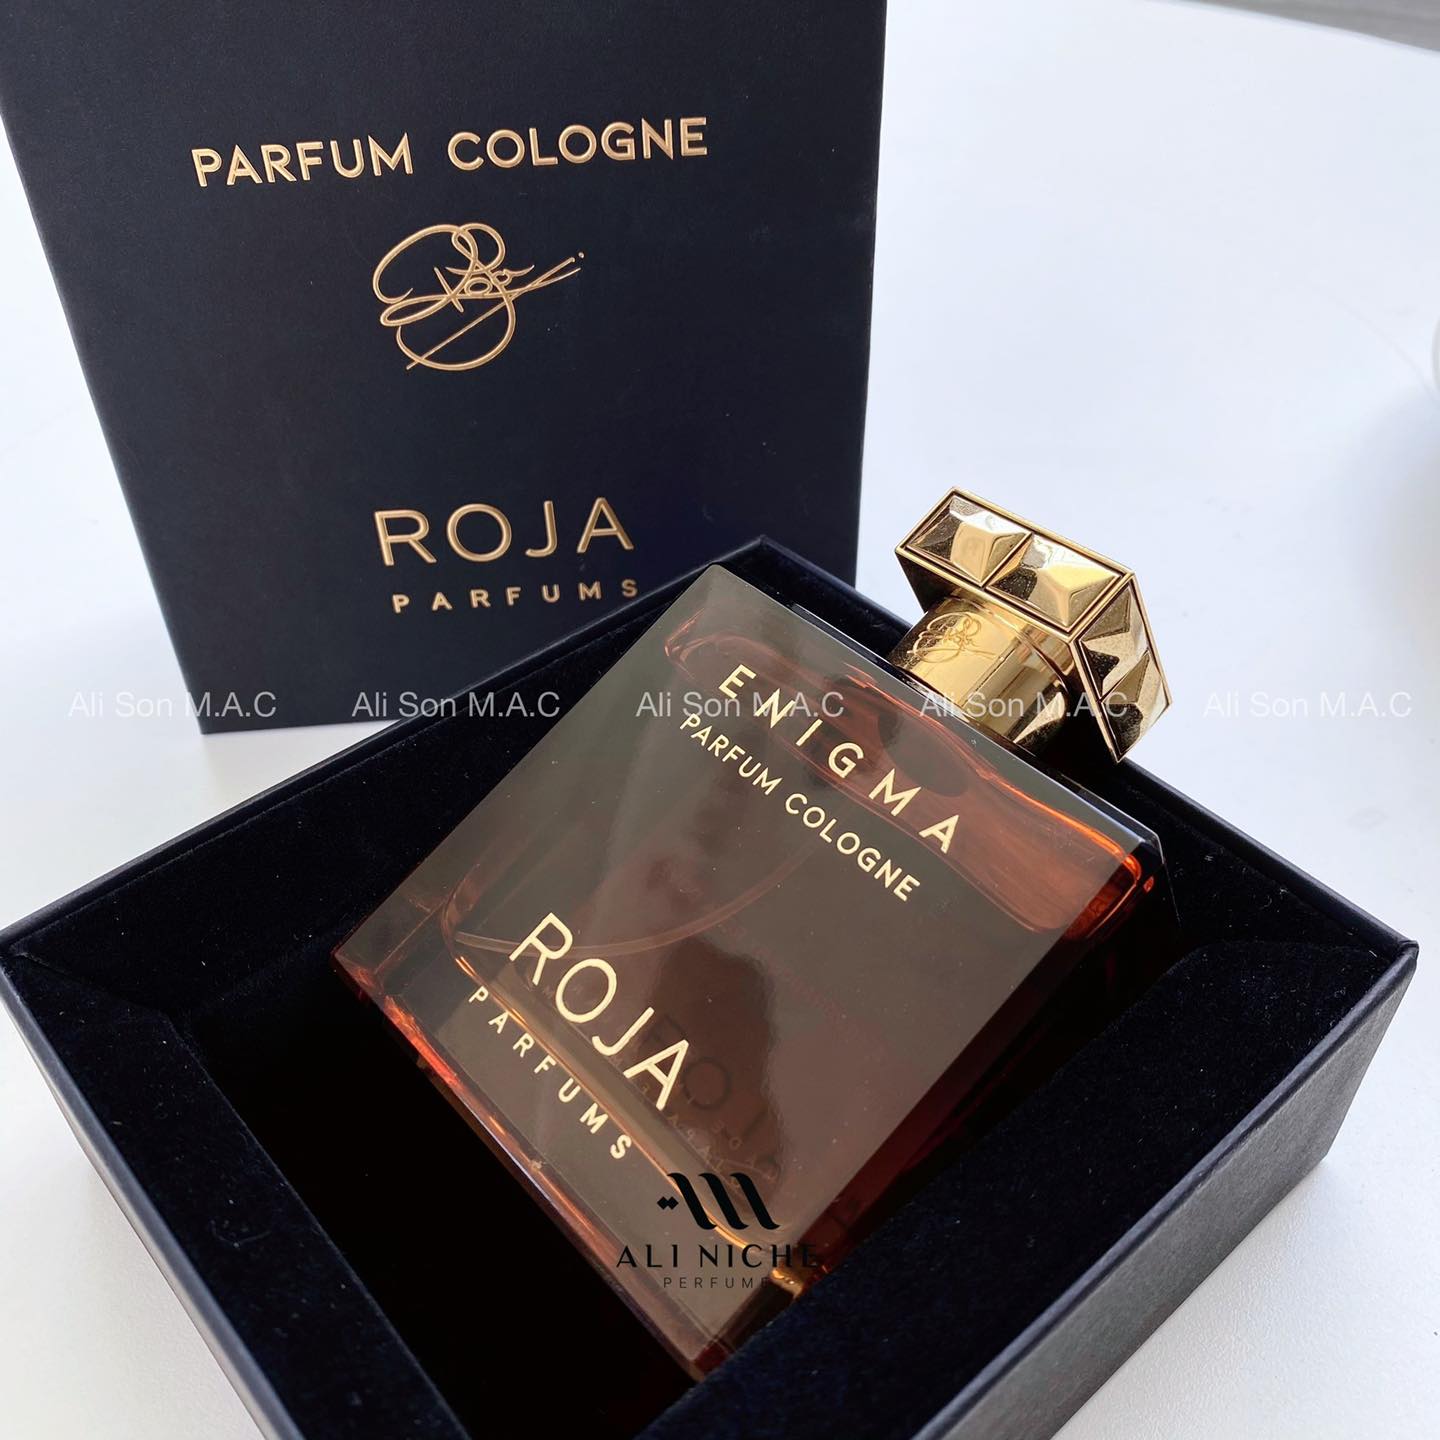 PARFUM COLOGNE
Roja
ROJA
PARFUMS
Ali Son M.A.C Ali Son M.A.C Ali Son M.A.C Ali Son M.A.C Ali Son M.A.C
ENIGMA
PARFUM COLOGNE
ROJA
PARFUMS
ALI NICHE
PERFUME